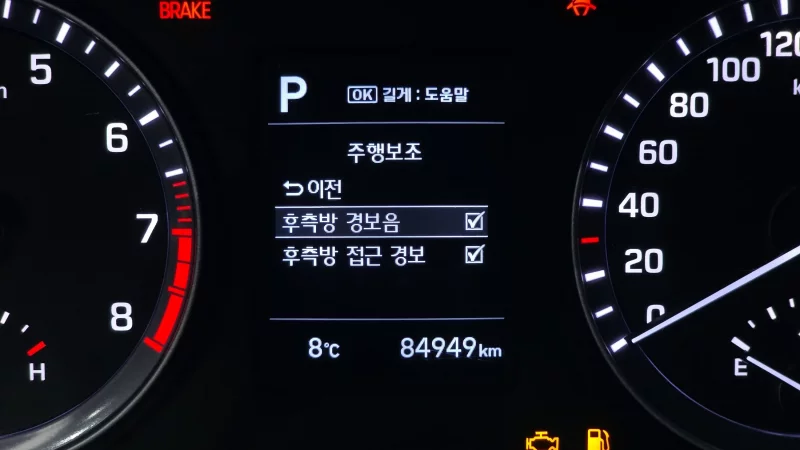 BRAKE
P
OK 길게 : 도움말
주행보조
이전
후측방 경보음
후측방 접근 경보
8℃
84949km
5
6
7
8
H
120
100
80
60
40
20
0
E